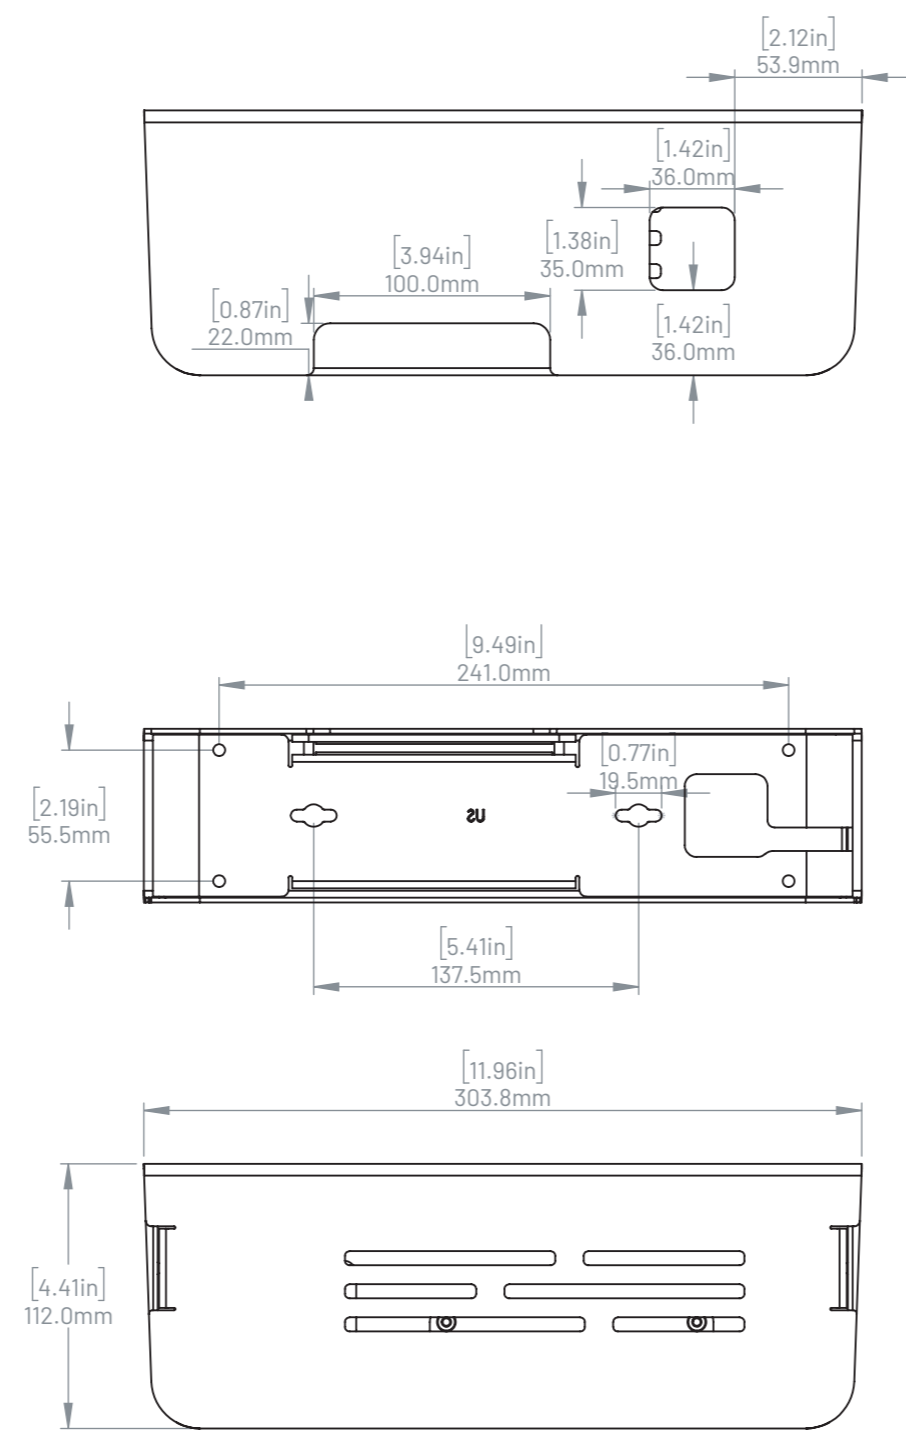 [2.12in]
53.9mm
[1.42in]
36.0mm
[1.38in]
35.0mm
[3.94in]
100.0mm
[0.87in]
22.0mm
[1.42in]
36.0mm
[9.49in]
241.0mm
[0.77in]
19.5mm
[2.19in]
55.5mm
US
[5.41in]
137.5mm
[11.96in]
303.8mm
[4.41in]
112.0mm